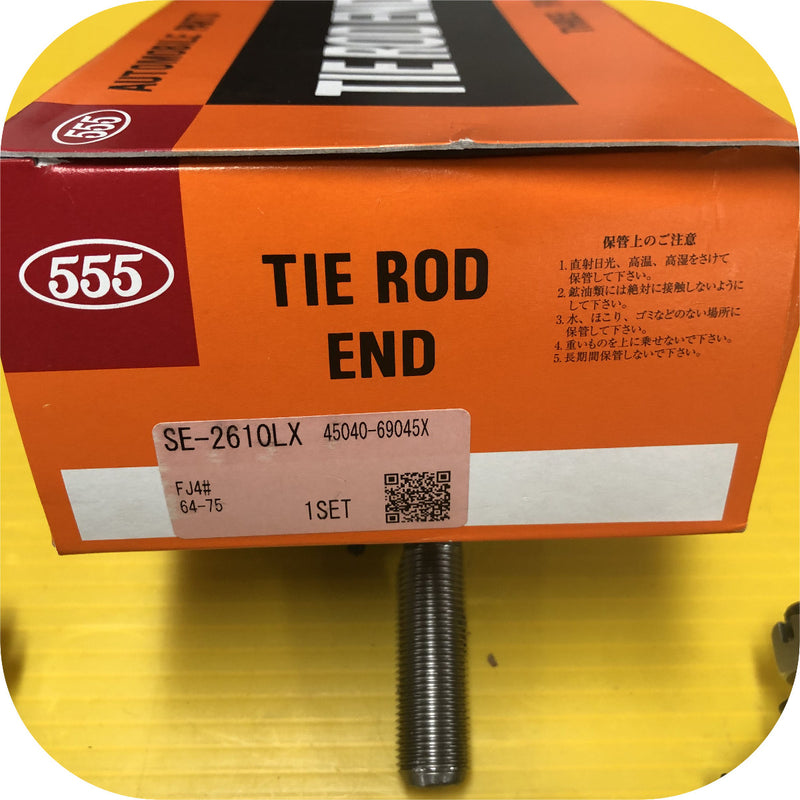 AUTOMOBILE PARTS
TIE ROD END
555
555
TIE ROD
END
保管上のご注意
1. 直射日光、高温、高湿をさけて
保管して下さい。
2. 鉱油類には絶対に接触しないように
して下さい。
3. 水、ほこり、ゴミなどのない場所に
保管して下さい。
4. 重いものを上に乗せないで下さい。
5. 長期間保管しないで下さい。
SE-2610LX 45040-69045X
FJ4#
64-75
1SET